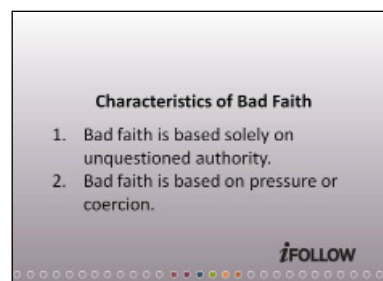 Characteristics of Bad Faith
1. Bad faith is based solely on
unquestioned authority.
2. Bad faith is based on pressure or
coercion.
iFOLLOW